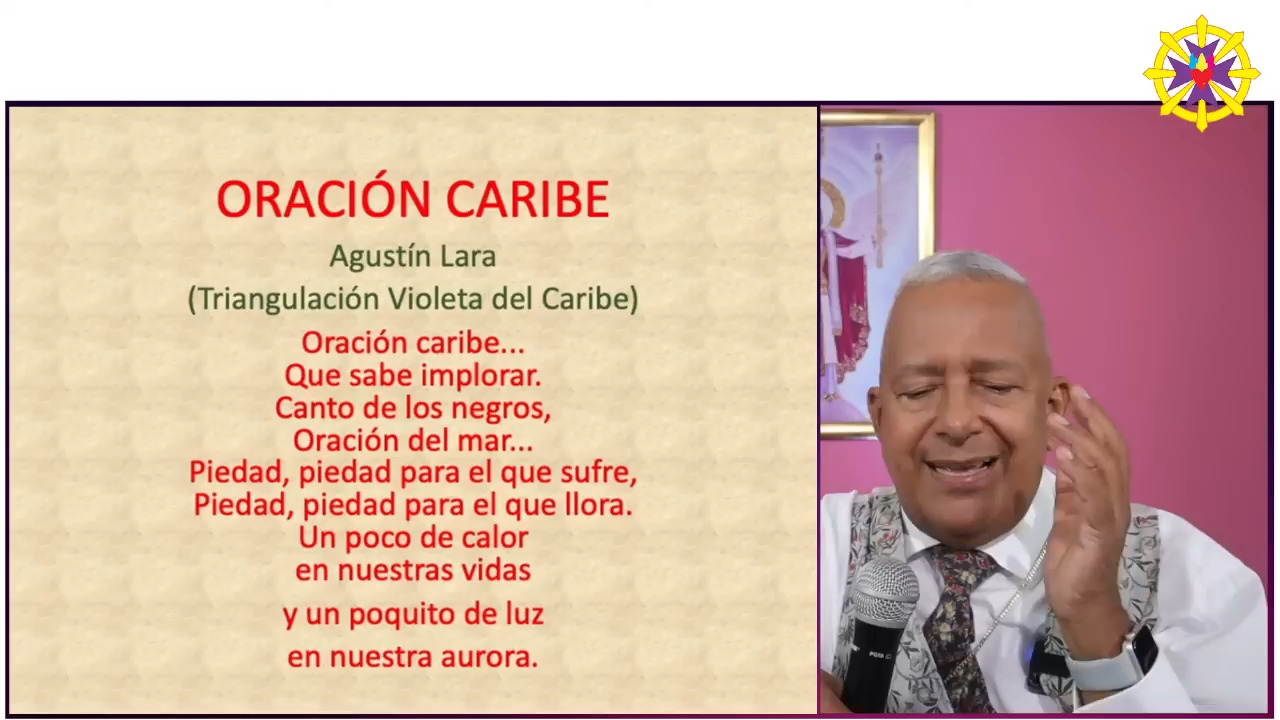 ORACIÓN CARIBE
Agustín Lara
(Triangulación Violeta del Caribe)
Oración caribe...
Que sabe implorar.
Canto de los negros,
Oración del mar...
Piedad, piedad para el que sufre,
Piedad, piedad para el que llora.
Un poco de calor
en nuestras vidas
y un poquito de luz
en nuestra aurora.